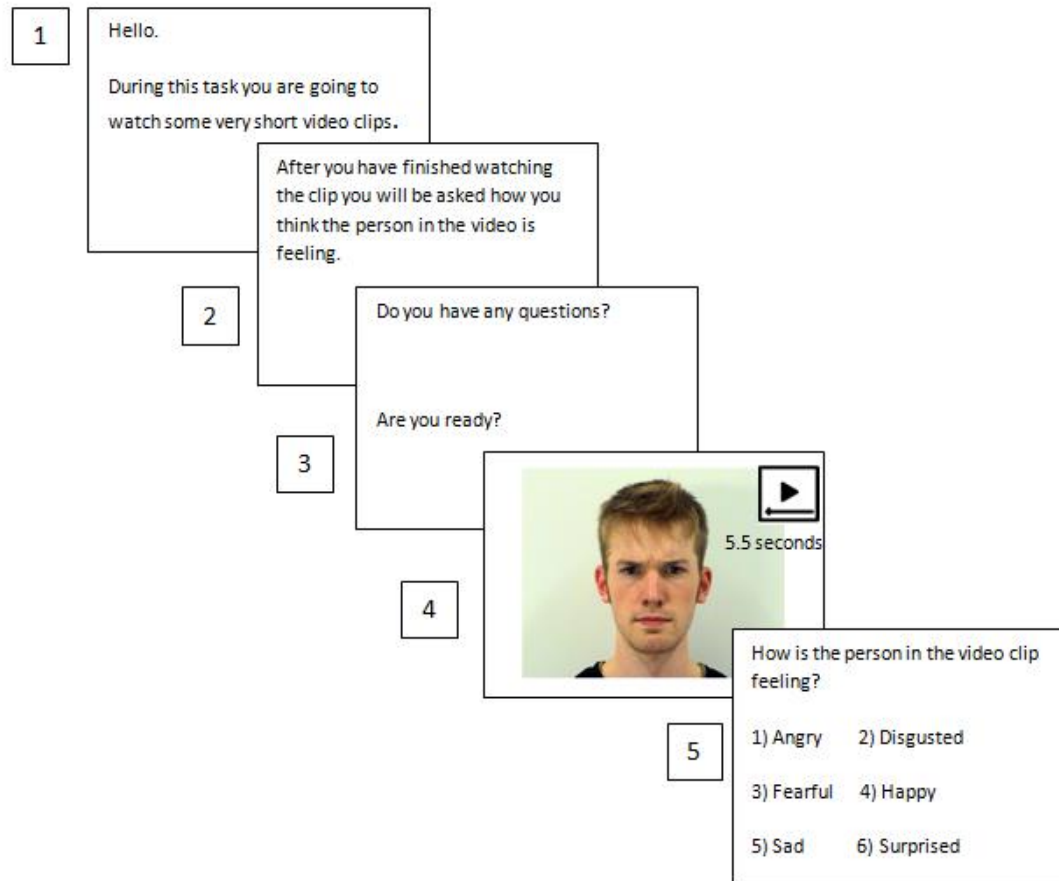 1
Hello.
During this task you are going to
watch some very short video clips.
2
After you have finished watching
the clip you will be asked how you
think the person in the video is
feeling.
3
Do you have any questions?
Are you ready?
4
5.5 seconds
5
How is the person in the video clip
feeling?
1) Angry 2) Disgusted
3) Fearful 4) Happy
5) Sad 6) Surprised